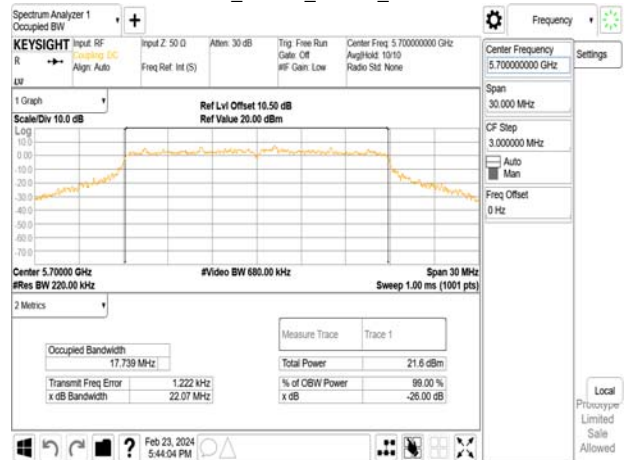 Spectrum Analyzer 1
Occupied BW
Frequency
KEYSIGHT
R
Input: RF
Coupling: DC
Align: Auto
Input Z: 50 Ω
Freq Ref: Int (S)
Atten: 30 dB
Trig: Free Run
Gate: Off
#IF Gain: Low
Center Freq: 5.700000000 GHz
Avg|Hold: 10/10
Radio Std: None
Center Frequency
5.700000000 GHz
Settings
Span
30.000 MHz
CF Step
3.000000 MHz
Auto
Man
Freq Offset
0 Hz
1 Graph
Scale/Div 10.0 dB
Ref Lvl Offset 10.50 dB
Ref Value 20.00 dBm
Log
10.0
0.00
-10.0
-20.0
-30.0
-40.0
-50.0
-60.0
-70.0
Center 5.70000 GHz
#Res BW 220.00 kHz
#Video BW 680.00 kHz
Span 30 MHz
Sweep 1.00 ms (1001 pts)
2 Metrics
Occupied Bandwidth
17.739 MHz
Transmit Freq Error 1.222 kHz
x dB Bandwidth 22.07 MHz
Measure Trace Trace 1
Total Power 21.6 dBm
% of OBW Power 99.00 %
x dB -26.00 dB
Local
Prototype
Limited
Sale
Allowed
Feb 23, 2024
5:44:04 PM